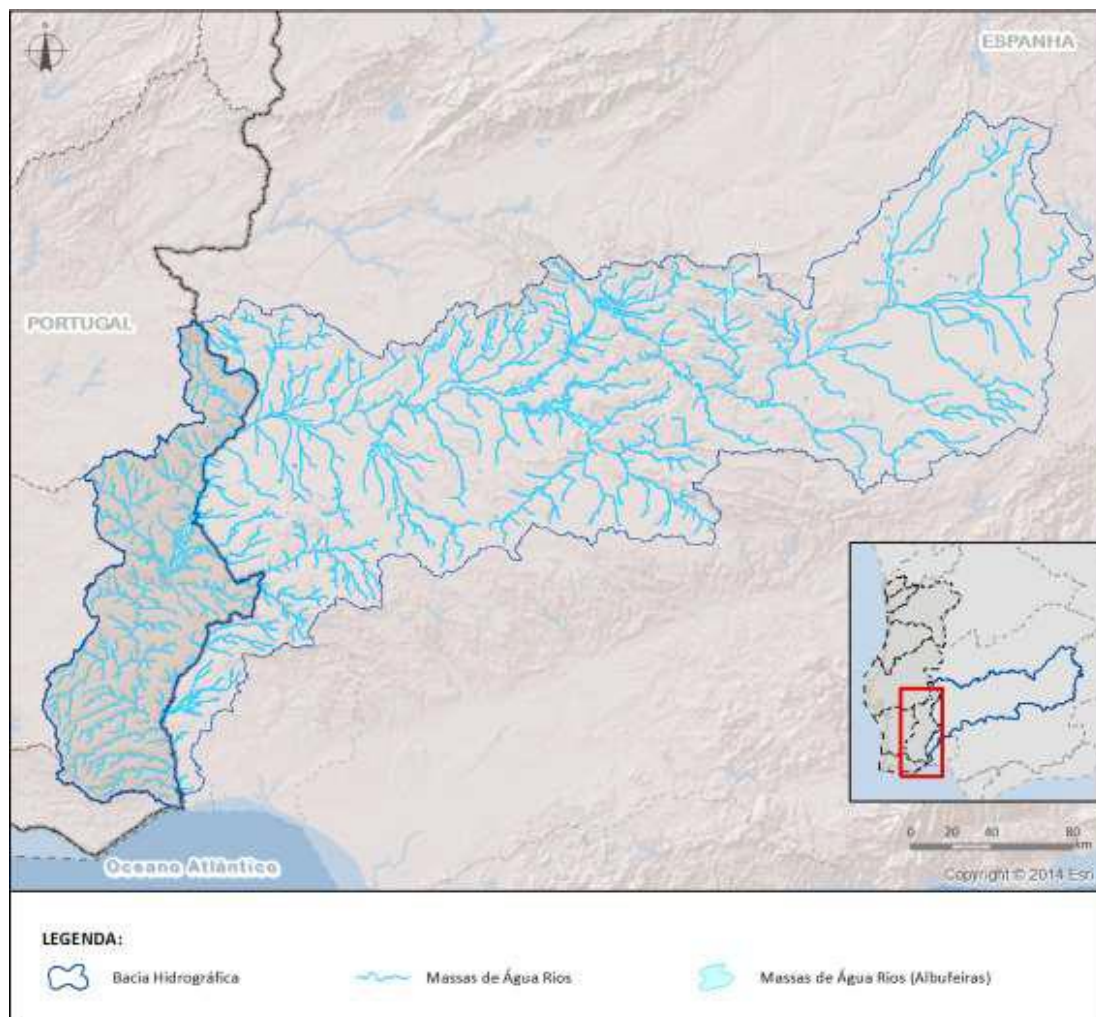 ESPANHA
PORTUGAL
Oceano Atlântico
0 20 40 80
km
Copyright © 2014 Esri
LEGENDA:
Bacia Hidrográfica
Massas de Água Rios
Massas de Água Rios (Albufeiras)